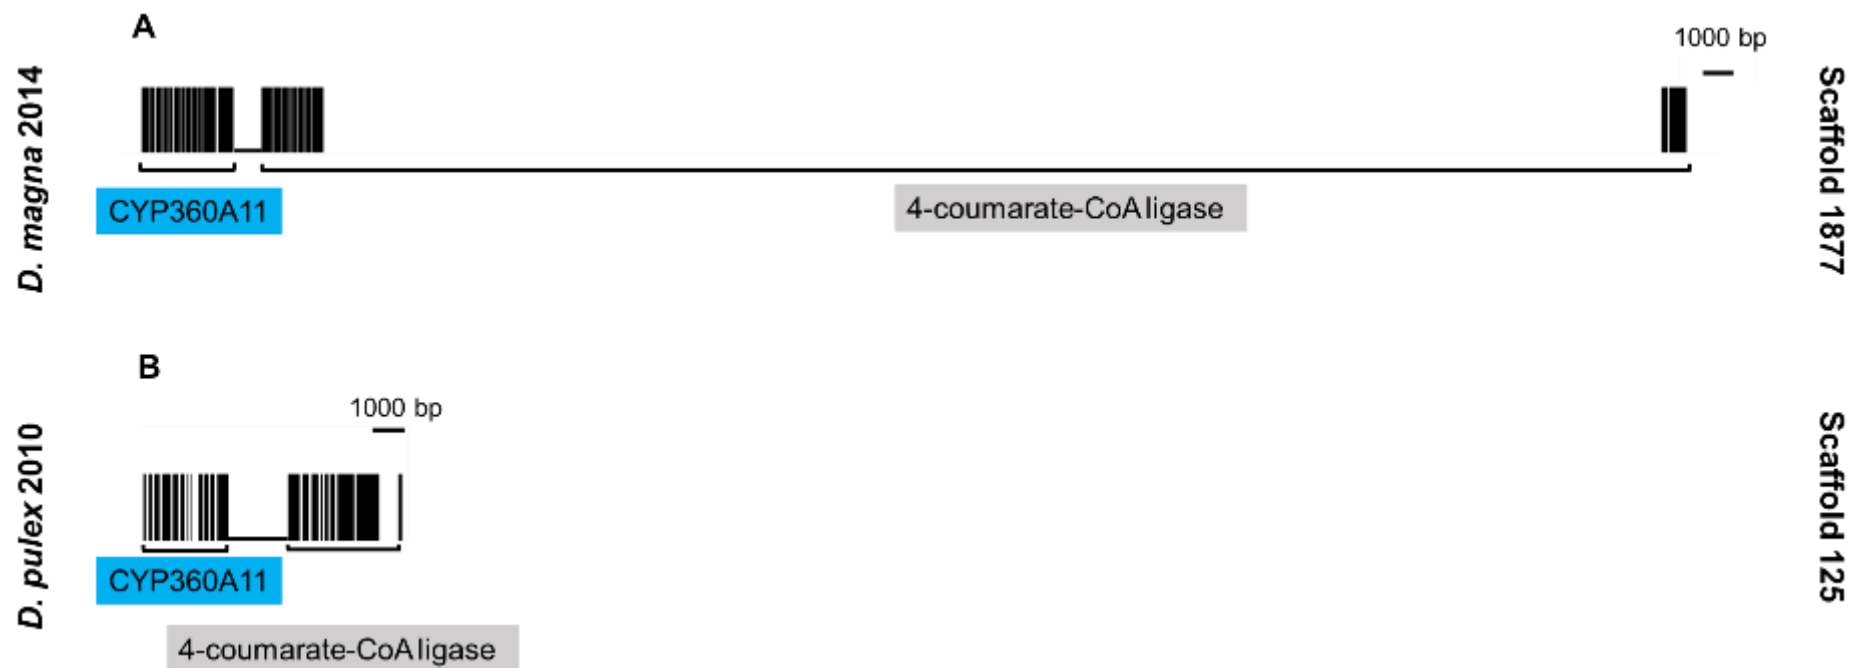 A
1000 bp
D. magna 2014
Scaffold 1877
CYP360A11
4-coumarate-CoA ligase
B
1000 bp
D. pulex 2010
Scaffold 125
CYP360A11
4-coumarate-CoA ligase